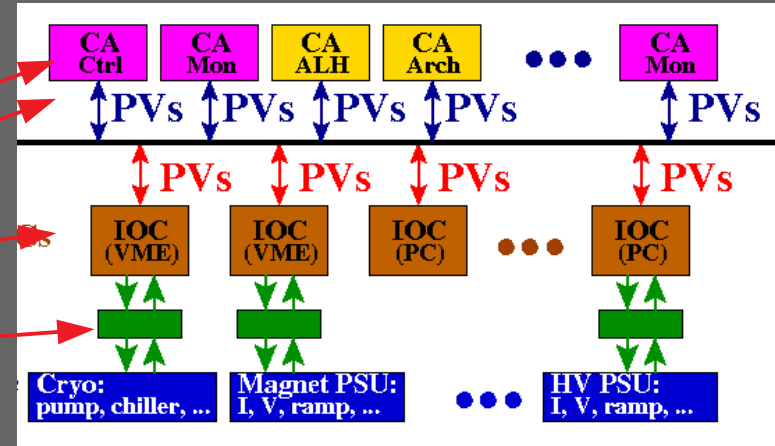 CA Ctrl
CA Mon
CA ALH
CA Arch
CA Mon
PVs PVs PVs PVs PVs
PVs PVs PVs PVs
IOC (VME)
IOC (VME)
IOC (PC)
IOC (PC)
Cryo:
pump, chiller, ...
Magnet PSU:
I, V, ramp, ...
HV PSU:
I, V, ramp, ...